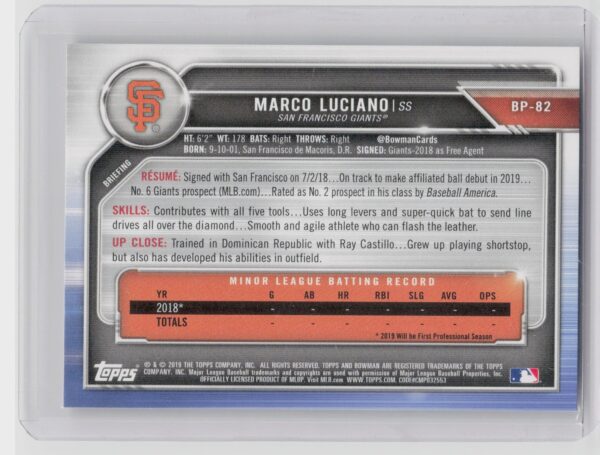 SF
MARCO LUCIANO | SS
SAN FRANCISCO GIANTS®
BP-82
HT: 6'2" WT: 178 BATS: Right THROWS: Right @BowmanCards
BORN: 9-10-01, San Francisco de Macoris, D.R. SIGNED: Giants-2018 as Free Agent
BRIEFING
RÉSUMÉ: Signed with San Francisco on 7/2/18...On track to make affiliated ball debut in 2019...
No. 6 Giants prospect (MLB.com)...Rated as No. 2 prospect in his class by Baseball America.
SKILLS: Contributes with all five tools...Uses long levers and super-quick bat to send line
drives all over the diamond...Smooth and agile athlete who can flash the leather.
UP CLOSE: Trained in Dominican Republic with Ray Castillo...Grew up playing shortstop,
but also has developed his abilities in outfield.
MINOR LEAGUE BATTING RECORD
YR G AB HR RBI SLG AVG OPS
2018* - - - - - - -
TOTALS - - - - - - -
* 2019 Will be First Professional Season
Topps
® & © 2019 THE TOPPS COMPANY, INC. ALL RIGHTS RESERVED. TOPPS AND BOWMAN ARE REGISTERED TRADEMARKS OF THE TOPPS
COMPANY, INC. Major League Baseball trademarks and copyrights are used with permission of Major League Baseball Properties, Inc.
OFFICIALLY LICENSED PRODUCT OF MLBP. Visit MLB.com WWW.TOPPS.COM. CODE#CMP032553